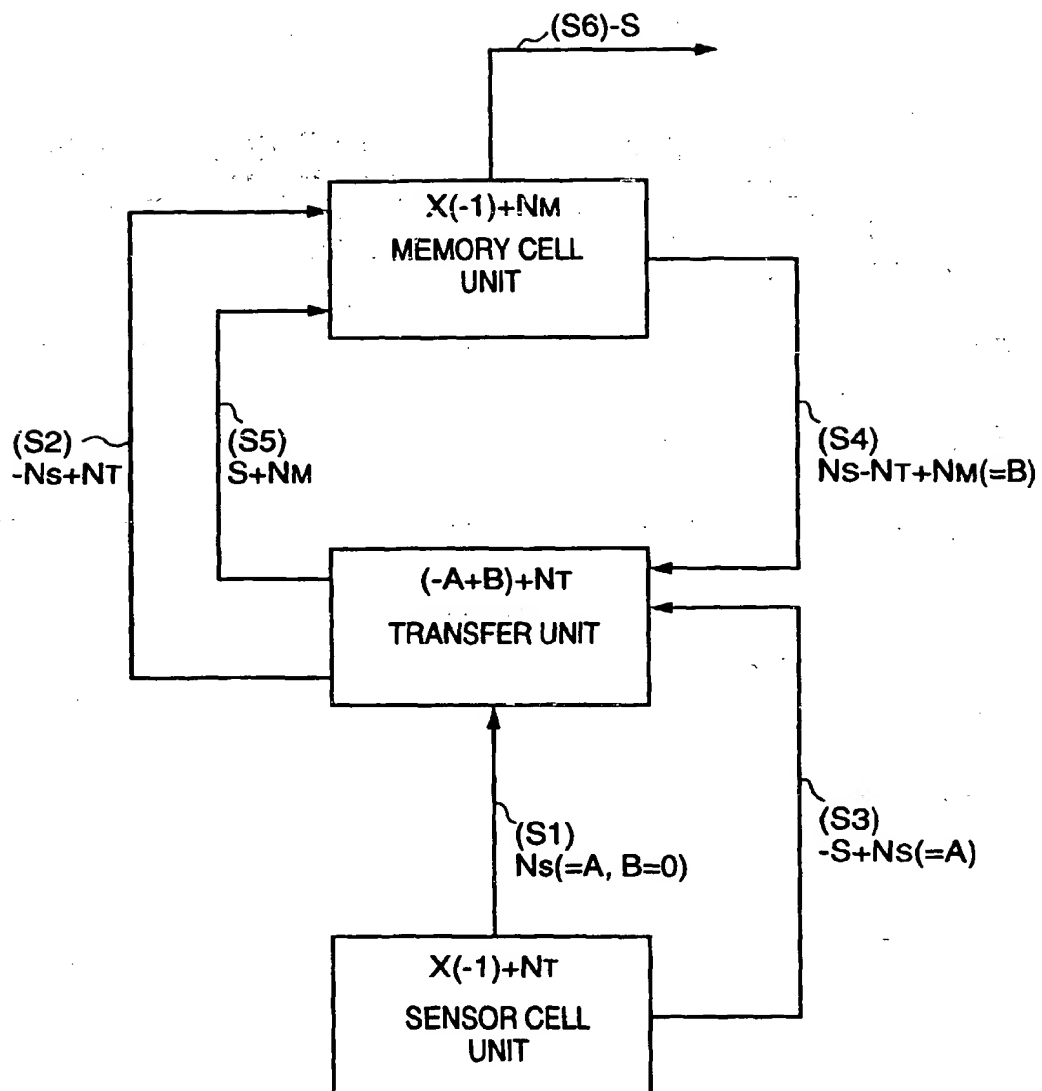 (S6)-S
X(-1)+NM
MEMORY CELL
UNIT
(S2)
-Ns+NT
(S5)
S+NM
(S4)
NS-NT+NM(=B)
(-A+B)+NT
TRANSFER UNIT
(S1)
Ns(=A, B=0)
(S3)
-S+NS(=A)
X(-1)+NT
SENSOR CELL
UNIT